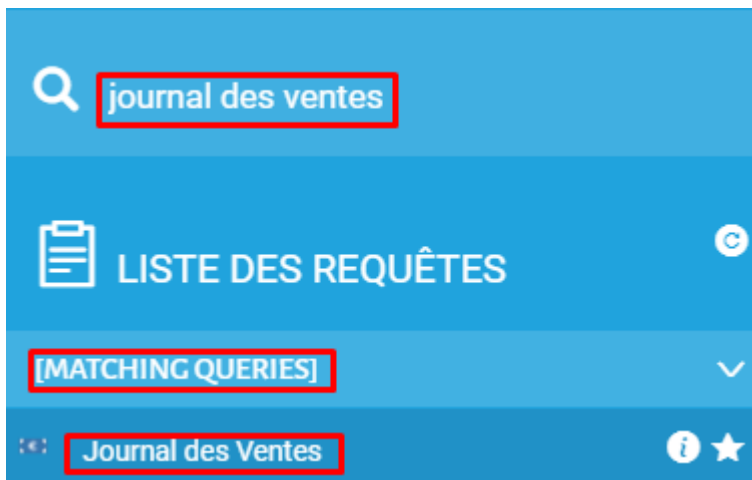 journal des ventes
LISTE DES REQUÊTES
[MATCHING QUERIES]
Journal des Ventes